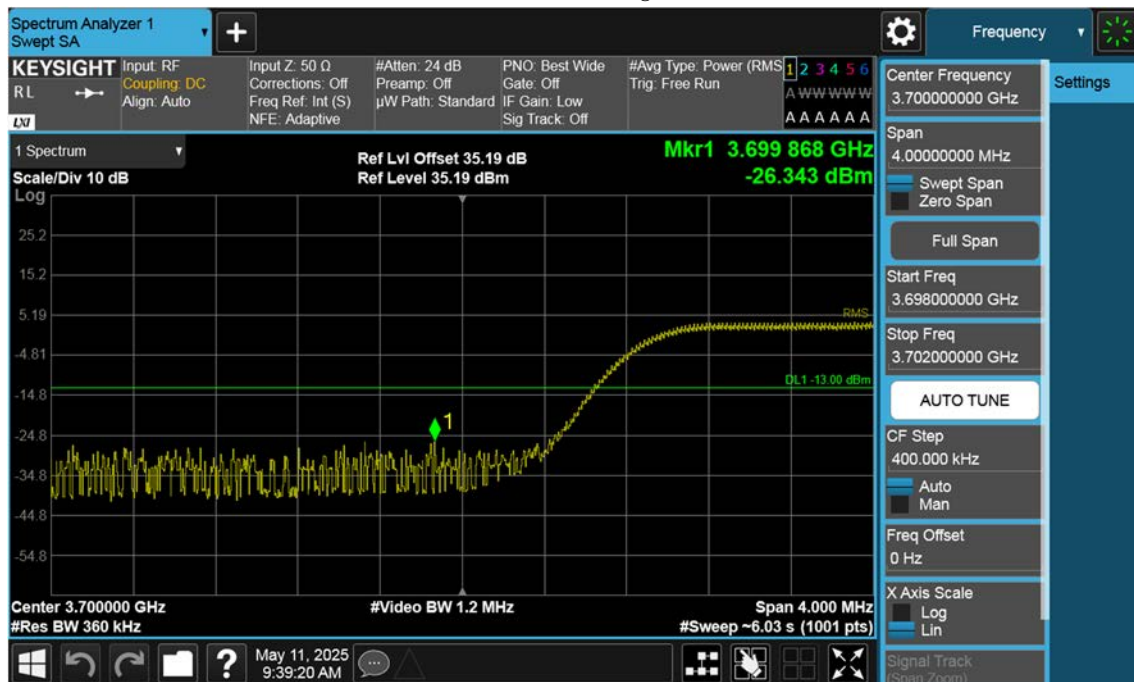 Spectrum Analyzer 1
Swept SA
Frequency
KEYSIGHT
RL
LXI
Input: RF
Coupling: DC
Align: Auto
Input Z: 50 Ω
Corrections: Off
Freq Ref: Int (S)
NFE: Adaptive
#Atten: 24 dB
Preamp: Off
µW Path: Standard
PNO: Best Wide
Gate: Off
IF Gain: Low
Sig Track: Off
#Avg Type: Power (RMS
Trig: Free Run
1 2 3 4 5 6
A W W W W W
A A A A A A
1 Spectrum
Scale/Div 10 dB
Ref Lvl Offset 35.19 dB
Ref Level 35.19 dBm
Mkr1 3.699 868 GHz
-26.343 dBm
Log
25.2
15.2
5.19
-4.81
-14.8
-24.8
-34.8
-44.8
-54.8
RMS
DL1 -13.00 dBm
1
Center 3.700000 GHz
#Res BW 360 kHz
#Video BW 1.2 MHz
Span 4.000 MHz
#Sweep ~6.03 s (1001 pts)
?
May 11, 2025
9:39:20 AM
Center Frequency
3.700000000 GHz
Span
4.00000000 MHz
Swept Span
Zero Span
Full Span
Start Freq
3.698000000 GHz
Stop Freq
3.702000000 GHz
AUTO TUNE
CF Step
400.000 kHz
Auto
Man
Freq Offset
0 Hz
X Axis Scale
Log
Lin
Signal Track
(Span Zoom)
Settings